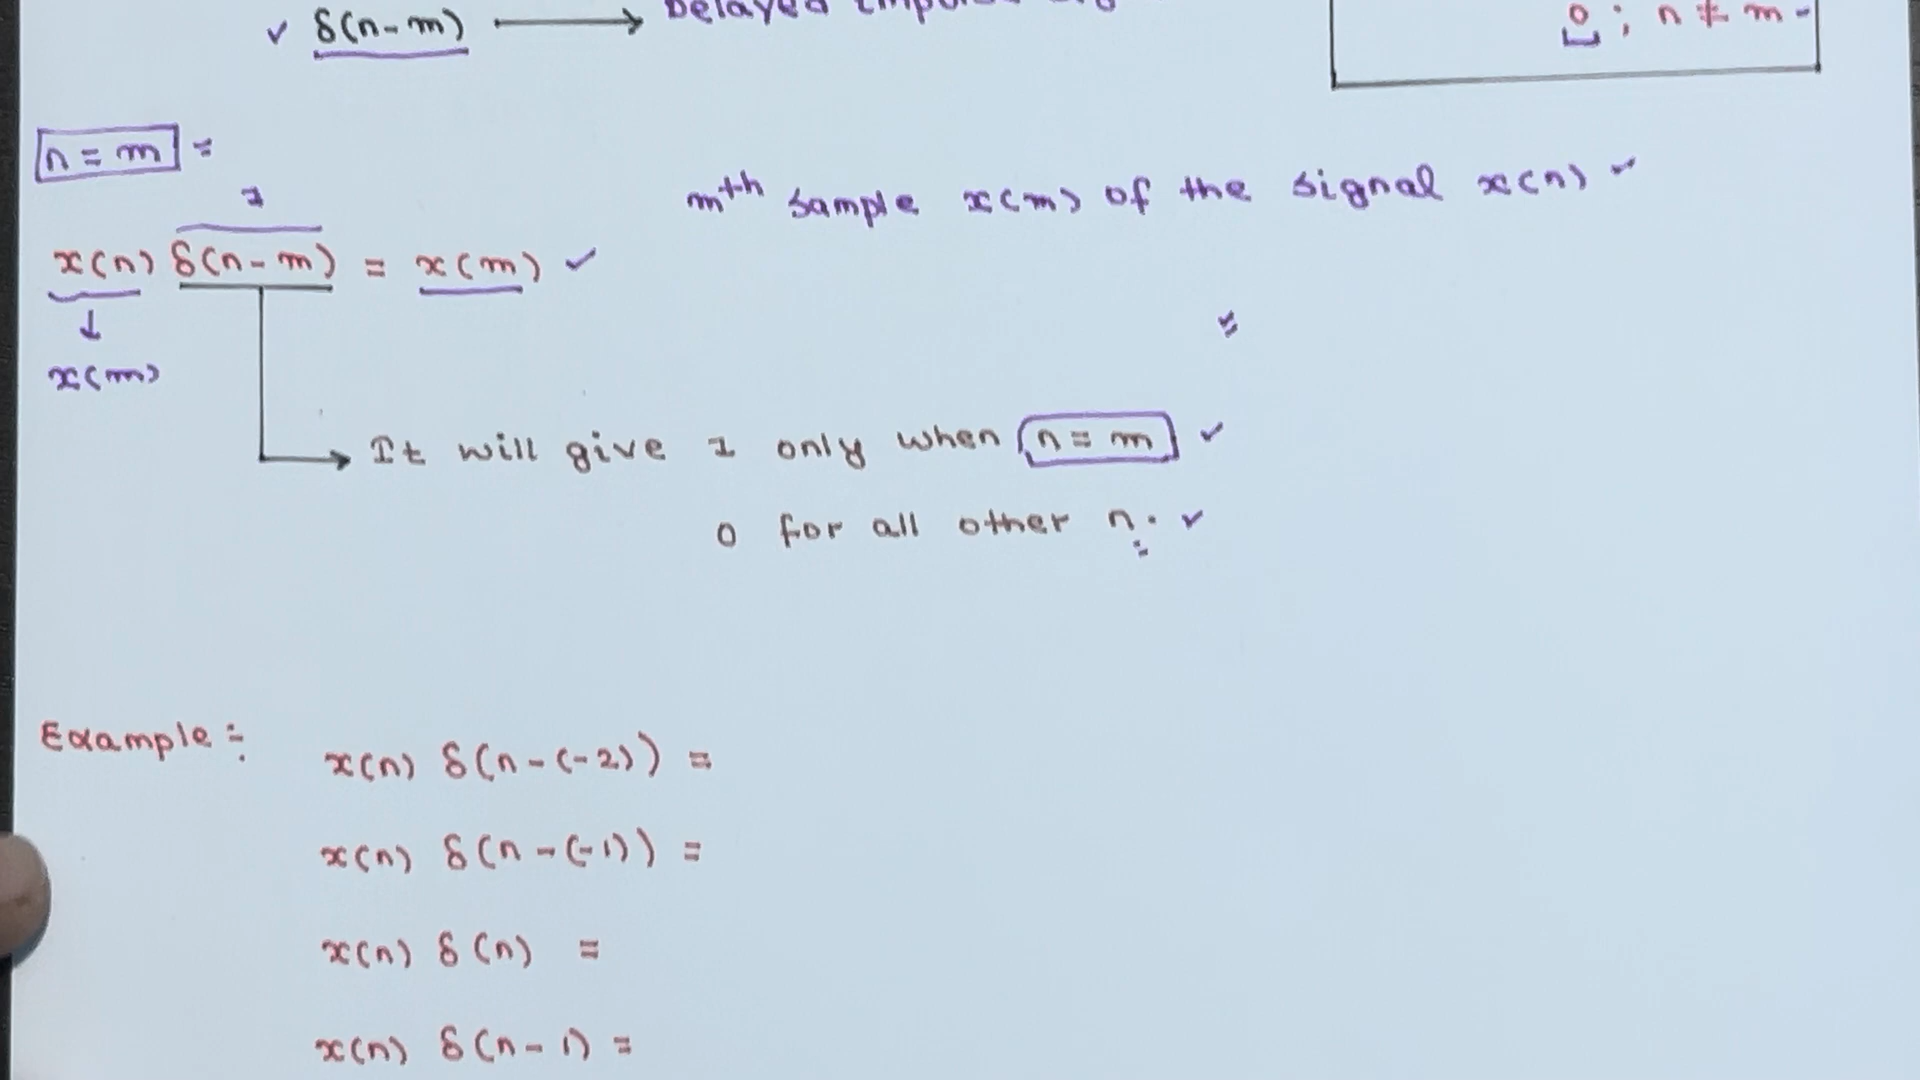 ✓ δ(n-m) ⟶ Delayed
0 ; n ≠ m
n = m
1
x(n) δ(n-m) = x(m) ✓
mth sample x(m) of the signal x(n) ✓
↓
x(m)
It will give 1 only when n = m ✓
0 for all other n. ✓
Example :
x(n) δ(n-(-2)) =
x(n) δ(n-(-1)) =
x(n) δ(n) =
x(n) δ(n-1) =